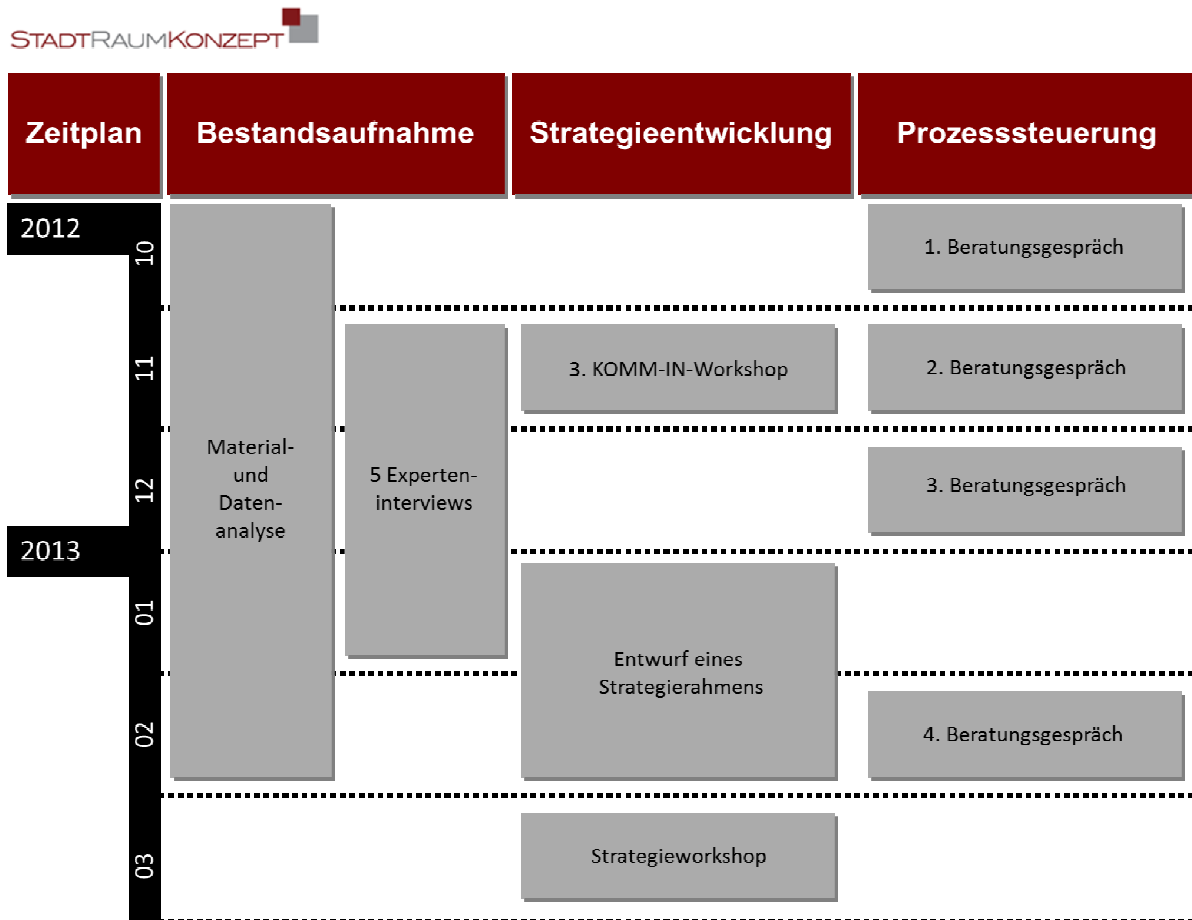 STADTRAUMKONZEPT
Zeitplan
Bestandsaufnahme
Strategieentwicklung
Prozesssteuerung
2012
10
1. Beratungsgespräch
11
3. KOMM-IN-Workshop
2. Beratungsgespräch
Material-
und
Daten-
analyse
5 Experten-
interviews
12
3. Beratungsgespräch
2013
01
Entwurf eines
Strategierahmens
02
4. Beratungsgespräch
03
Strategieworkshop